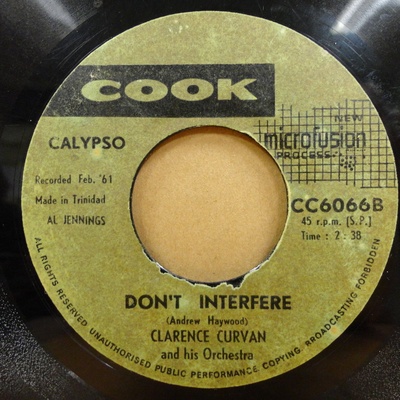 COOK
CALYPSO
NEW
microfusion
PROCESS
Recorded Feb. '61
Made in Trinidad
AL JENNINGS
CC6066B
45 r.p.m. [S.P.]
Time : 2 : 38
DON'T INTERFERE
(Andrew Haywood)
CLARENCE CURVAN
and his Orchestra
ALL RIGHTS RESERVED UNAUTHORISED PUBLIC PERFORMANCE COPYING BROADCASTING FORBIDDEN